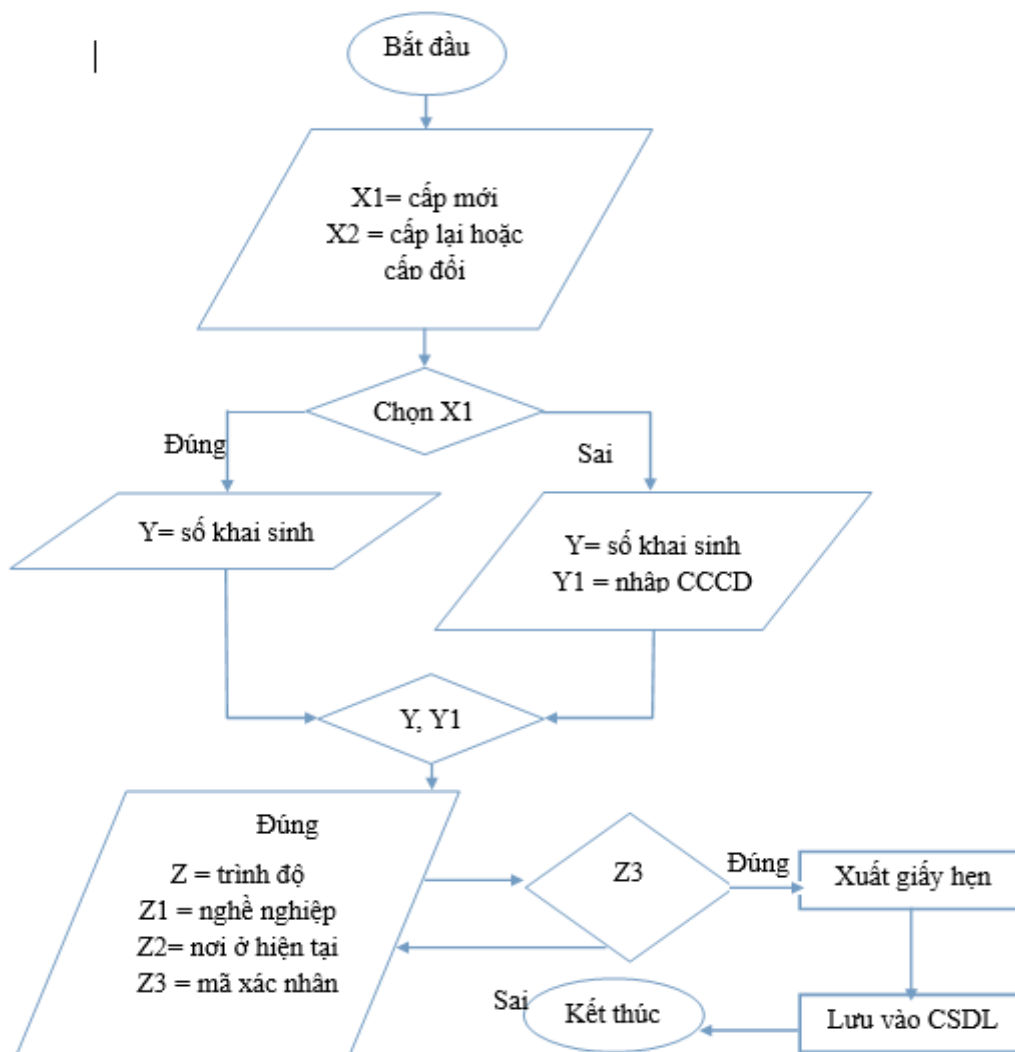 Bắt đầu
X1= cấp mới
X2 = cấp lại hoặc
cấp đổi
Chọn X1
Đúng
Sai
Y= số khai sinh
Y= số khai sinh
Y1 = nhập CCCD
Y, Y1
Đúng
Z = trình độ
Z1 = nghề nghiệp
Z2= nơi ở hiện tại
Z3 = mã xác nhân
Z3
Đúng
Xuất giấy hẹn
Sai
Kết thúc
Lưu vào CSDL